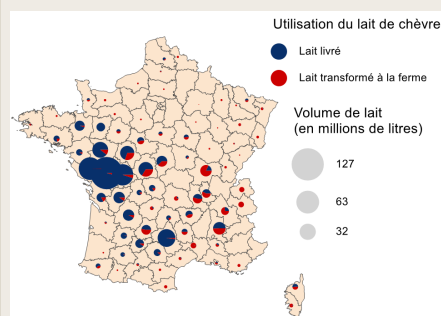 Utilisation du lait de chèvre
Lait livré
Lait transformé à la ferme
Volume de lait
(en millions de litres)
127
63
32